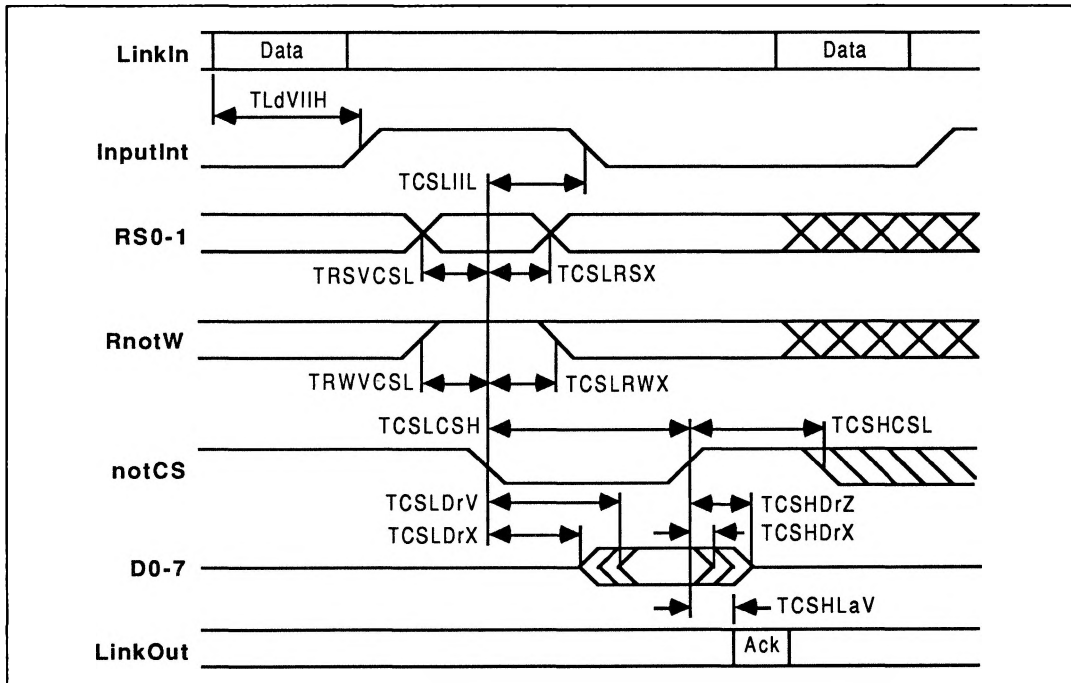 LinkIn Data Data
TLdVIIH
InputInt
TCSLIIL
RS0-1
TRSVCSL TCSLRSX
RnotW
TRWVCSL TCSLRWX
TCSLCSH TCSHCSL
notCS
TCSLDrV TCSHDrZ
TCSLDrX TCSHDrX
D0-7
TCSHLaV
LinkOut Ack